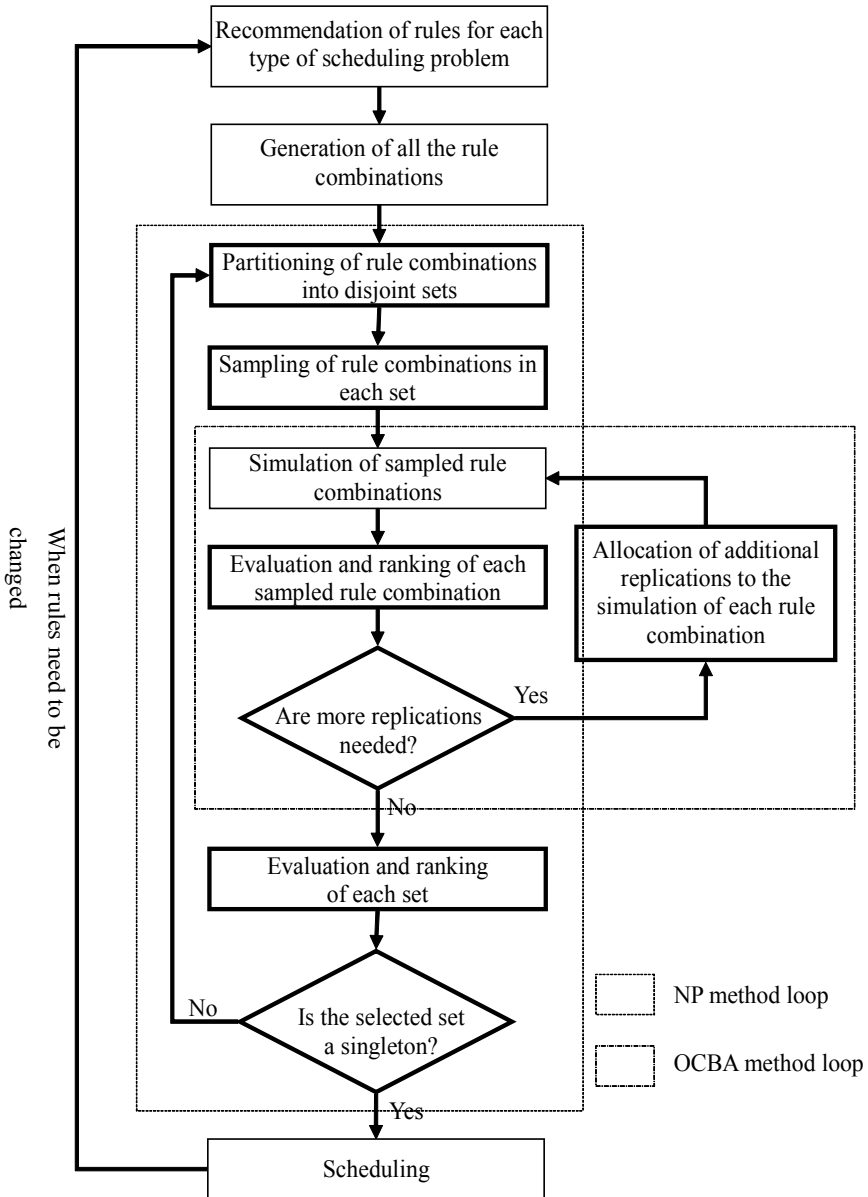 Recommendation of rules for each
type of scheduling problem
Generation of all the rule
combinations
Partitioning of rule combinations
into disjoint sets
Sampling of rule combinations in
each set
Simulation of sampled rule
combinations
Evaluation and ranking of each
sampled rule combination
Allocation of additional
replications to the
simulation of each rule
combination
Are more replications
needed?
Yes
No
Evaluation and ranking
of each set
Is the selected set
a singleton?
No
Yes
Scheduling
When rules need to be
changed
NP method loop
OCBA method loop